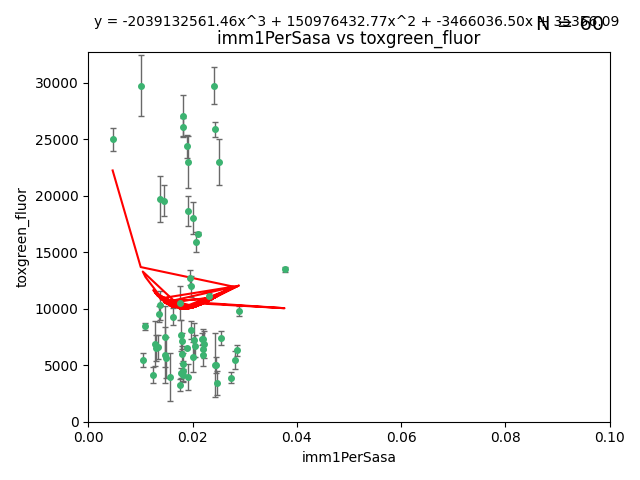 y = -2039132561.46x^3 + 150976432.77x^2 + -3466036.50x + 35356.09
N = 60
imm1PerSasa vs toxgreen_fluor
30000
25000
20000
15000
10000
5000
0
toxgreen_fluor
0.00 0.02 0.04 0.06 0.08 0.10
imm1PerSasa